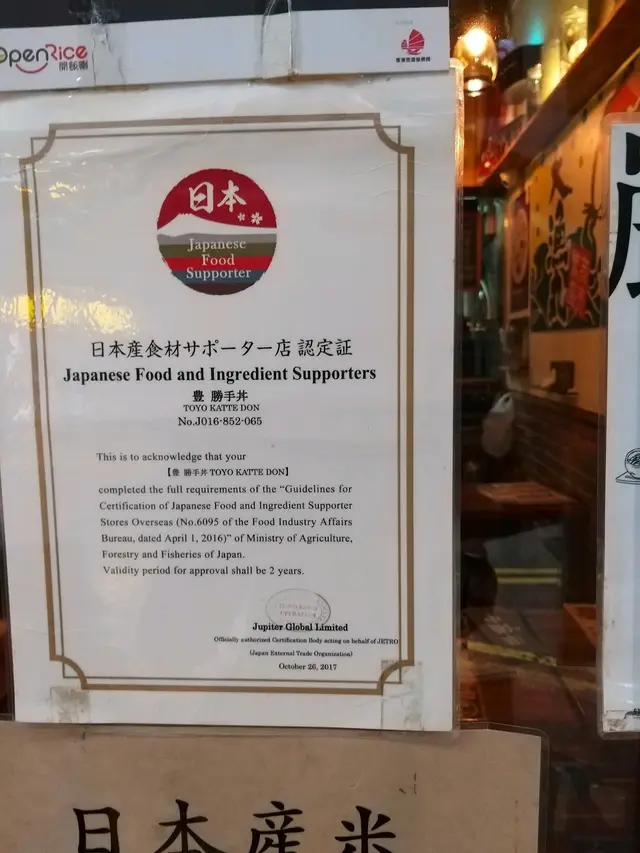 OpenRice
開飯喇
日本
Japanese
Food
Supporter
日本産食材サポーター店 認定証
Japanese Food and Ingredient Supporters
豊 勝手丼
TOYO KATTE DON
No.J016-852-065
This is to acknowledge that your
【豊 勝手丼 TOYO KATTE DON】
completed the full requirements of the “Guidelines for
Certification of Japanese Food and Ingredient Supporter
Stores Overseas (No.6095 of the Food Industry Affairs
Bureau, dated April 1, 2016)” of Ministry of Agriculture,
Forestry and Fisheries of Japan.
Validity period for approval shall be 2 years.
Jupiter Global Limited
Officially authorized Certification Body acting on behalf of JETRO
(Japan External Trade Organization)
October 26, 2017
日本産米